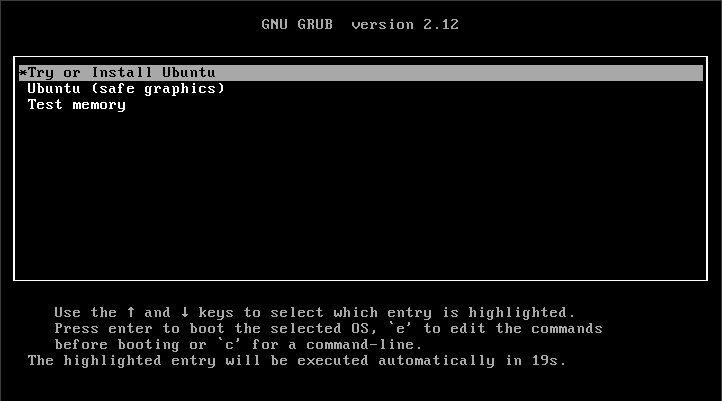 GNU GRUB  version 2.12
*Try or Install Ubuntu
Ubuntu (safe graphics)
Test memory
Use the ↑ and ↓ keys to select which entry is highlighted.
Press enter to boot the selected OS, `e' to edit the commands
before booting or `c' for a command-line.
The highlighted entry will be executed automatically in 19s.